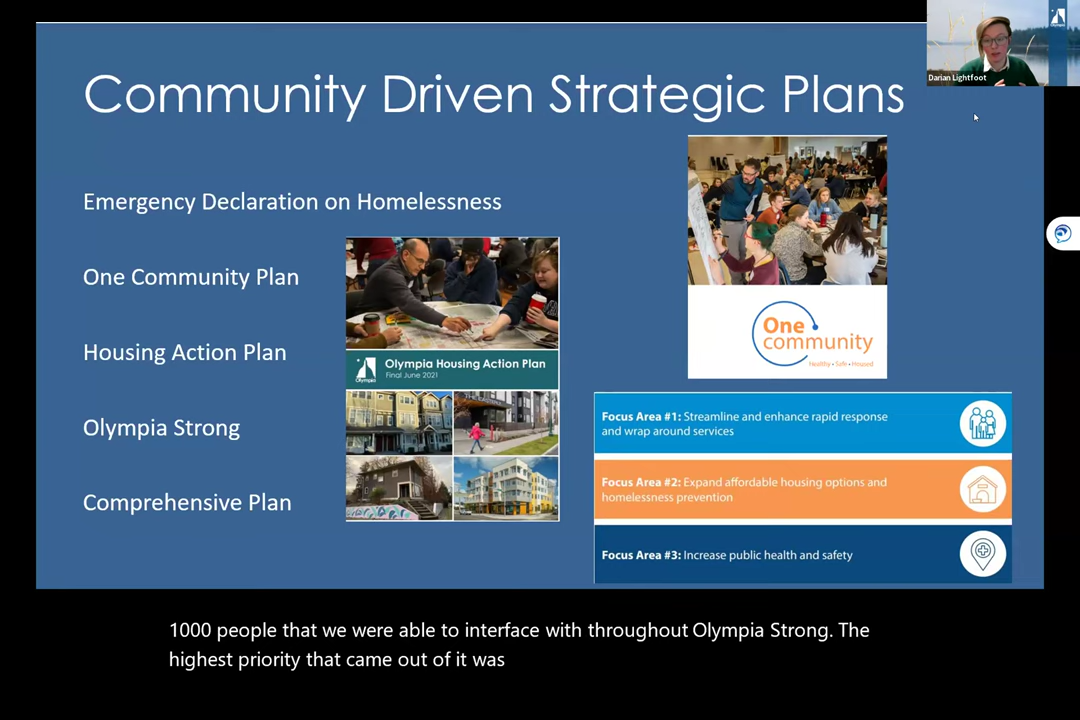 Community Driven Strategic Plans
Darian Lightfoot
Olympia
Emergency Declaration on Homelessness
One Community Plan
Housing Action Plan
Olympia Strong
Comprehensive Plan
Olympia
Olympia Housing Action Plan
Final June 2021
One
community
Healthy • Safe • Housed
Focus Area #1: Streamline and enhance rapid response
and wrap around services
Focus Area #2: Expand affordable housing options and
homelessness prevention
Focus Area #3: Increase public health and safety
1000 people that we were able to interface with throughout Olympia Strong. The
highest priority that came out of it was